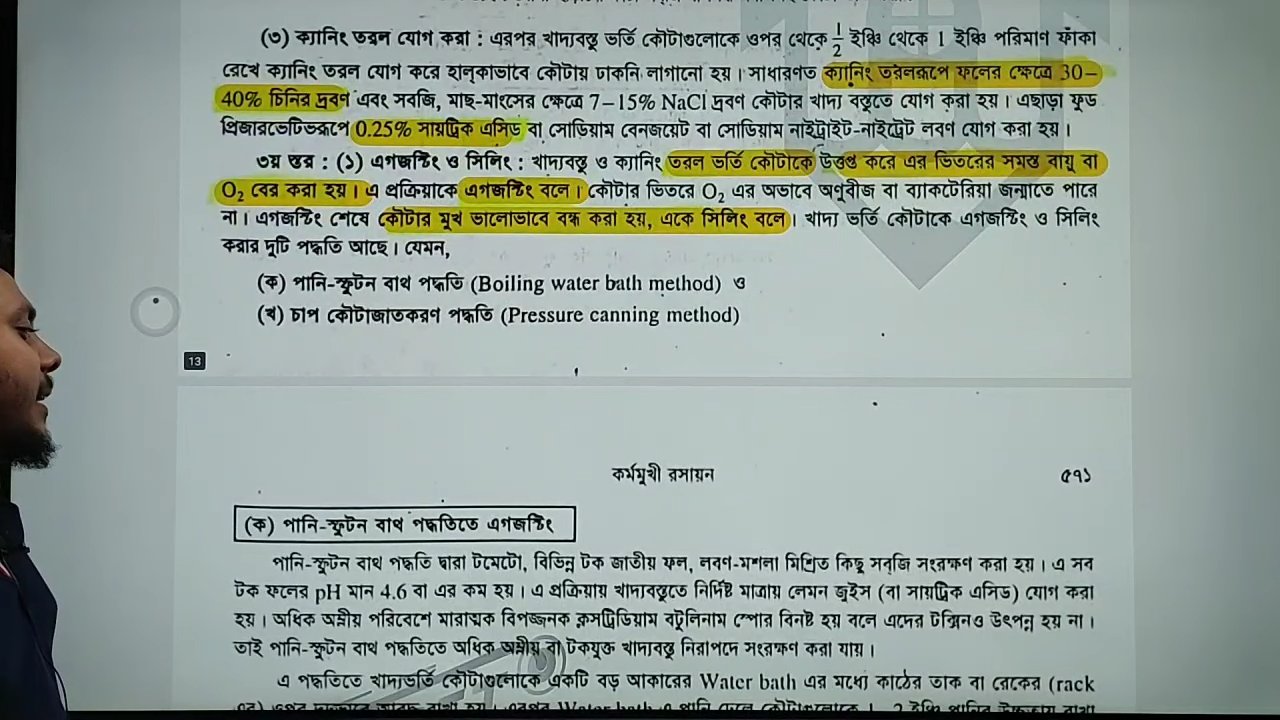 (৩) ক্যানিং তরল যোগ করা : এরপর খাদ্যবস্তু ভর্তি কৌটাগুলোকে ওপর থেকে 1/2 ইঞ্চি থেকে 1 ইঞ্চি পরিমাণ ফাঁকা
রেখে ক্যানিং তরল যোগ করে হাল্কাভাবে কৌটায় ঢাকনি লাগানো হয়। সাধারণত ক্যানিং তরলরূপে ফলের ক্ষেত্রে 30–
40% চিনির দ্রবণ এবং সবজি, মাছ-মাংসের ক্ষেত্রে 7–15% NaCl দ্রবণ কৌটার খাদ্য বস্তুতে যোগ করা হয়। এছাড়া ফুড
প্রিজারভেটিভরূপে 0.25% সায়ট্রিক এসিড বা সোডিয়াম বেনজয়েট বা সোডিয়াম নাইট্রাইট-নাইট্রেট লবণ যোগ করা হয়।
৩য় স্তর : (১) এগজস্টিং ও সিলিং : খাদ্যবস্তু ও ক্যানিং তরল ভর্তি কৌটাকে উত্তপ্ত করে এর ভিতরের সমস্ত বায়ু বা
O₂ বের করা হয়। এ প্রক্রিয়াকে এগজস্টিং বলে। কৌটার ভিতরে O₂ এর অভাবে অণুবীজ বা ব্যাকটেরিয়া জন্মাতে পারে
না। এগজস্টিং শেষে কৌটার মুখ ভালোভাবে বন্ধ করা হয়, একে সিলিং বলে। খাদ্য ভর্তি কৌটাকে এগজস্টিং ও সিলিং
করার দুটি পদ্ধতি আছে। যেমন,
(ক) পানি-স্ফুটন বাথ পদ্ধতি (Boiling water bath method) ও
(খ) চাপ কৌটাজাতকরণ পদ্ধতি (Pressure canning method)
13
কর্মমুখী রসায়ন ৫৭১
(ক) পানি-স্ফুটন বাথ পদ্ধতিতে এগজস্টিং
পানি-স্ফুটন বাথ পদ্ধতি দ্বারা টমেটো, বিভিন্ন টক জাতীয় ফল, লবণ-মশলা মিশ্রিত কিছু সব্জি সংরক্ষণ করা হয়। এ সব
টক ফলের pH মান 4.6 বা এর কম হয়। এ প্রক্রিয়ায় খাদ্যবস্তুতে নির্দিষ্ট মাত্রায় লেমন জুইস (বা সায়ট্রিক এসিড) যোগ করা
হয়। অধিক অম্লীয় পরিবেশে মারাত্মক বিপজ্জনক ক্লসট্রিডিয়াম বটুলিনাম স্পোর বিনষ্ট হয় বলে এদের টক্সিনও উৎপন্ন হয় না।
তাই পানি-স্ফুটন বাথ পদ্ধতিতে অধিক অম্লীয় বা টকযুক্ত খাদ্যবস্তু নিরাপদে সংরক্ষণ করা যায়।
এ পদ্ধতিতে খাদ্যভর্তি কৌটাগুলোকে একটি বড় আকারের Water bath এর মধ্যে কাঠের তাক বা রেকের (rack